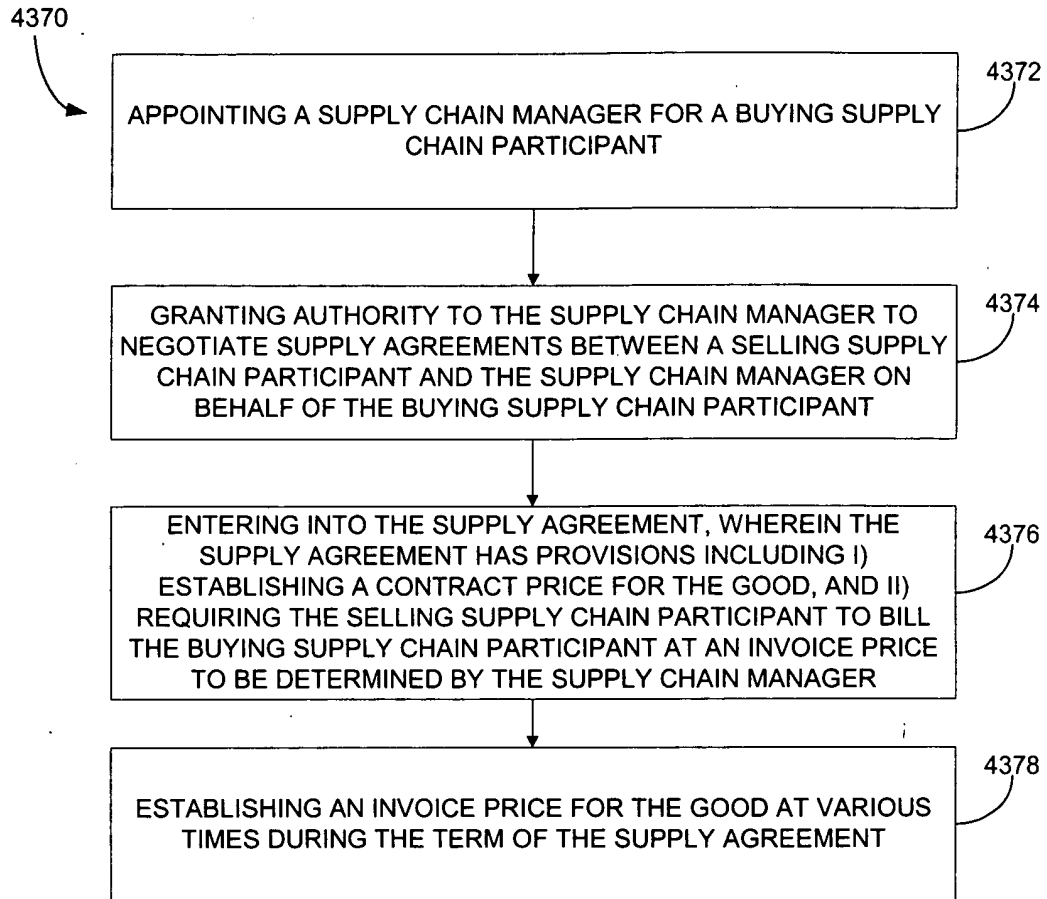 4370
4372
APPOINTING A SUPPLY CHAIN MANAGER FOR A BUYING SUPPLY
CHAIN PARTICIPANT
4374
GRANTING AUTHORITY TO THE SUPPLY CHAIN MANAGER TO
NEGOTIATE SUPPLY AGREEMENTS BETWEEN A SELLING SUPPLY
CHAIN PARTICIPANT AND THE SUPPLY CHAIN MANAGER ON
BEHALF OF THE BUYING SUPPLY CHAIN PARTICIPANT
4376
ENTERING INTO THE SUPPLY AGREEMENT, WHEREIN THE
SUPPLY AGREEMENT HAS PROVISIONS INCLUDING I)
ESTABLISHING A CONTRACT PRICE FOR THE GOOD, AND II)
REQUIRING THE SELLING SUPPLY CHAIN PARTICIPANT TO BILL
THE BUYING SUPPLY CHAIN PARTICIPANT AT AN INVOICE PRICE
TO BE DETERMINED BY THE SUPPLY CHAIN MANAGER
4378
ESTABLISHING AN INVOICE PRICE FOR THE GOOD AT VARIOUS
TIMES DURING THE TERM OF THE SUPPLY AGREEMENT